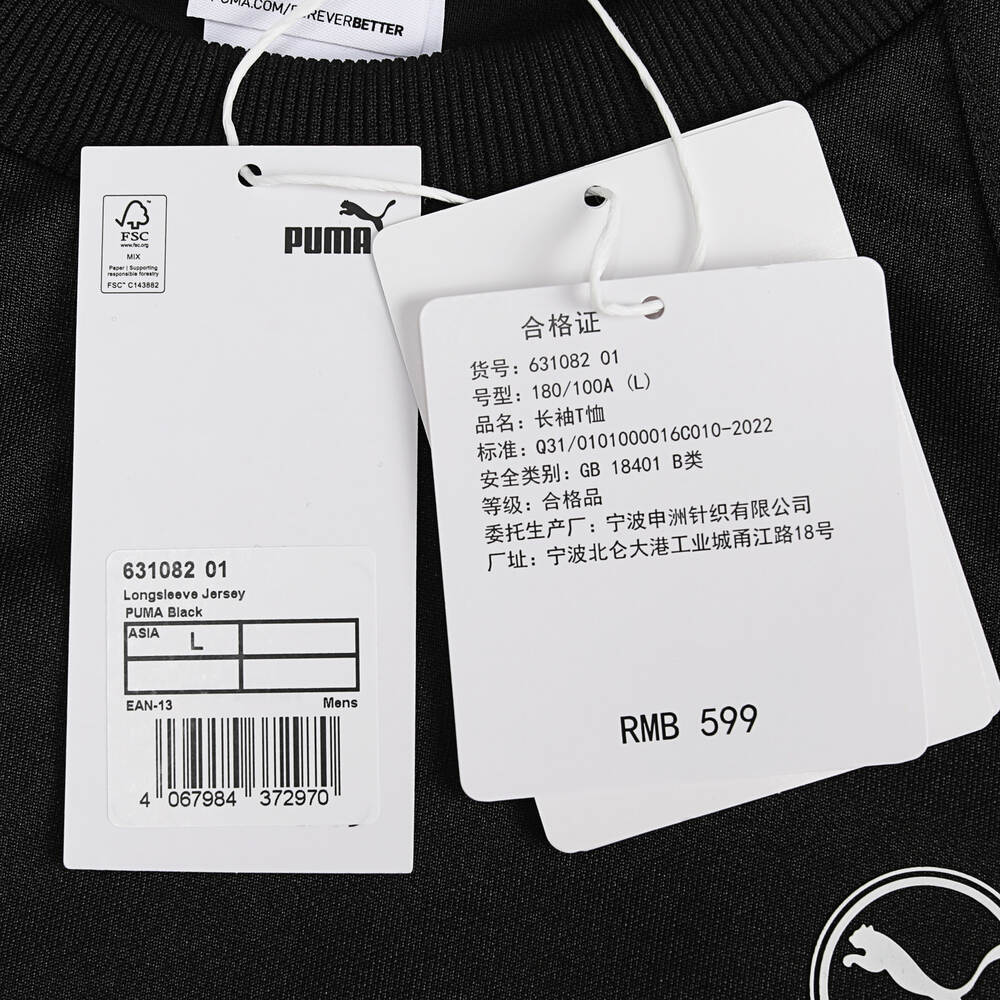 PUMA.COM/FOREVERBETTER
FSC
www.fsc.org
MIX
Paper | Supporting
responsible forestry
FSC™ C143882
PUMA
631082 01
Longsleeve Jersey
PUMA Black
ASIA L
EAN-13 Mens
4 067984 372970
合格证
货号：631082 01
号型：180/100A (L)
品名：长袖T恤
标准：Q31/0101000016C010-2022
安全类别：GB 18401 B类
等级：合格品
委托生产厂：宁波申洲针织有限公司
厂址：宁波北仑大港工业城甬江路18号
RMB 599